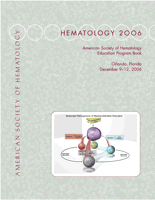 HEMATOLOGY 2006
American Society of Hematology
Education Program Book
Orlando, Florida
December 9–12, 2006
AMERICAN SOCIETY OF HEMATOLOGY